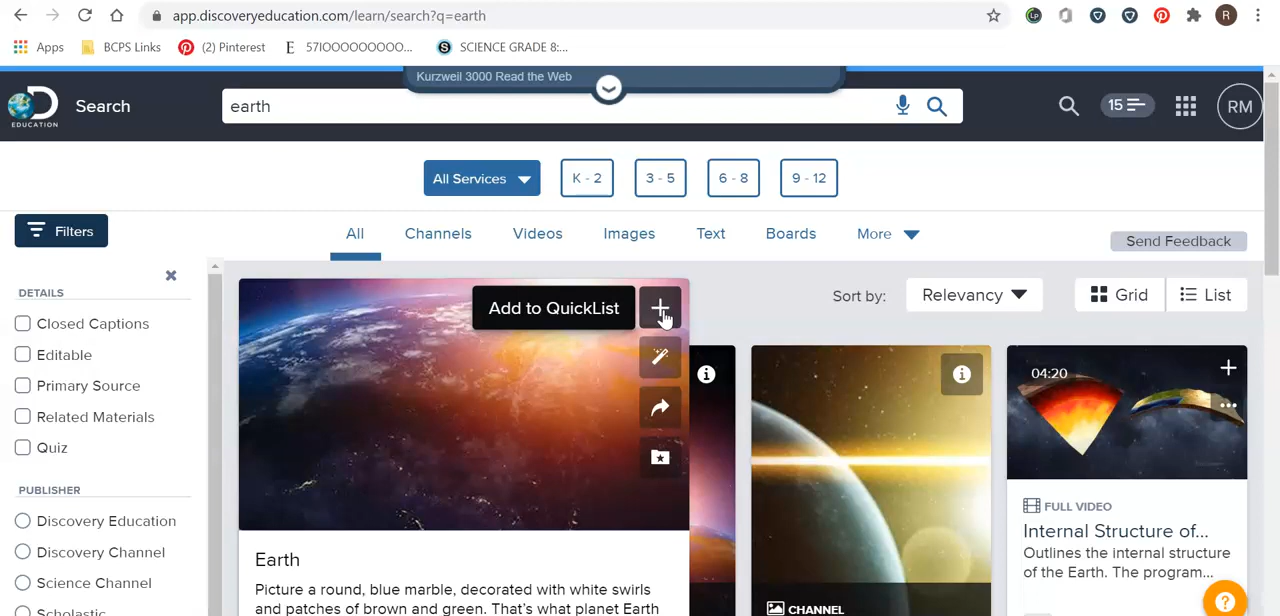 app.discoveryeducation.com/learn/search?q=earth
Lp
R
Apps
BCPS Links
(2) Pinterest
E
57IOOOOOOOOO...
S
SCIENCE GRADE 8:...
Kurzweil 3000 Read the Web
EDUCATION
Search
earth
15
RM
All Services
K - 2
3 - 5
6 - 8
9 - 12
Filters
All
Channels
Videos
Images
Text
Boards
More
Send Feedback
DETAILS
Closed Captions
Editable
Primary Source
Related Materials
Quiz
PUBLISHER
Discovery Education
Discovery Channel
Science Channel
Scholastic
Sort by:
Relevancy
Grid
List
Add to QuickList
Earth
Picture a round, blue marble, decorated with white swirls
and patches of brown and green. That's what planet Earth
CHANNEL
04:20
FULL VIDEO
Internal Structure of...
Outlines the internal structure
of the Earth. The program...
?